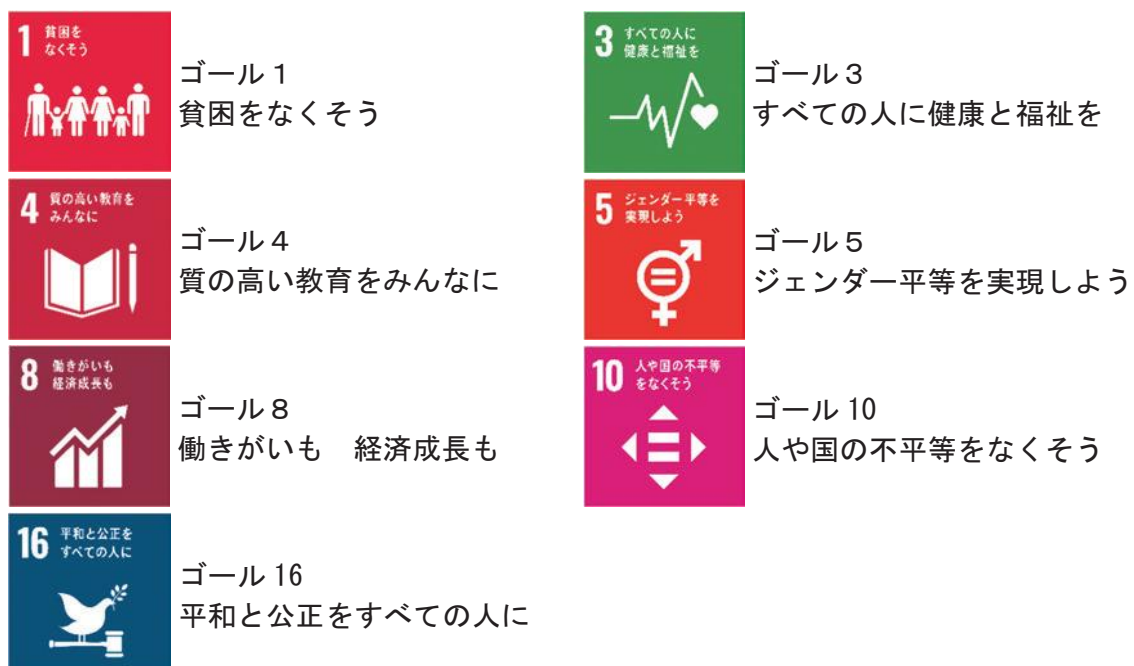 1 貧困を
なくそう
ゴール１
貧困をなくそう
3 すべての人に
健康と福祉を
ゴール３
すべての人に健康と福祉を
4 質の高い教育を
みんなに
ゴール４
質の高い教育をみんなに
5 ジェンダー平等を
実現しよう
ゴール５
ジェンダー平等を実現しよう
8 働きがいも
経済成長も
ゴール８
働きがいも　経済成長も
10 人や国の不平等
をなくそう
ゴール 10
人や国の不平等をなくそう
16 平和と公正を
すべての人に
ゴール 16
平和と公正をすべての人に